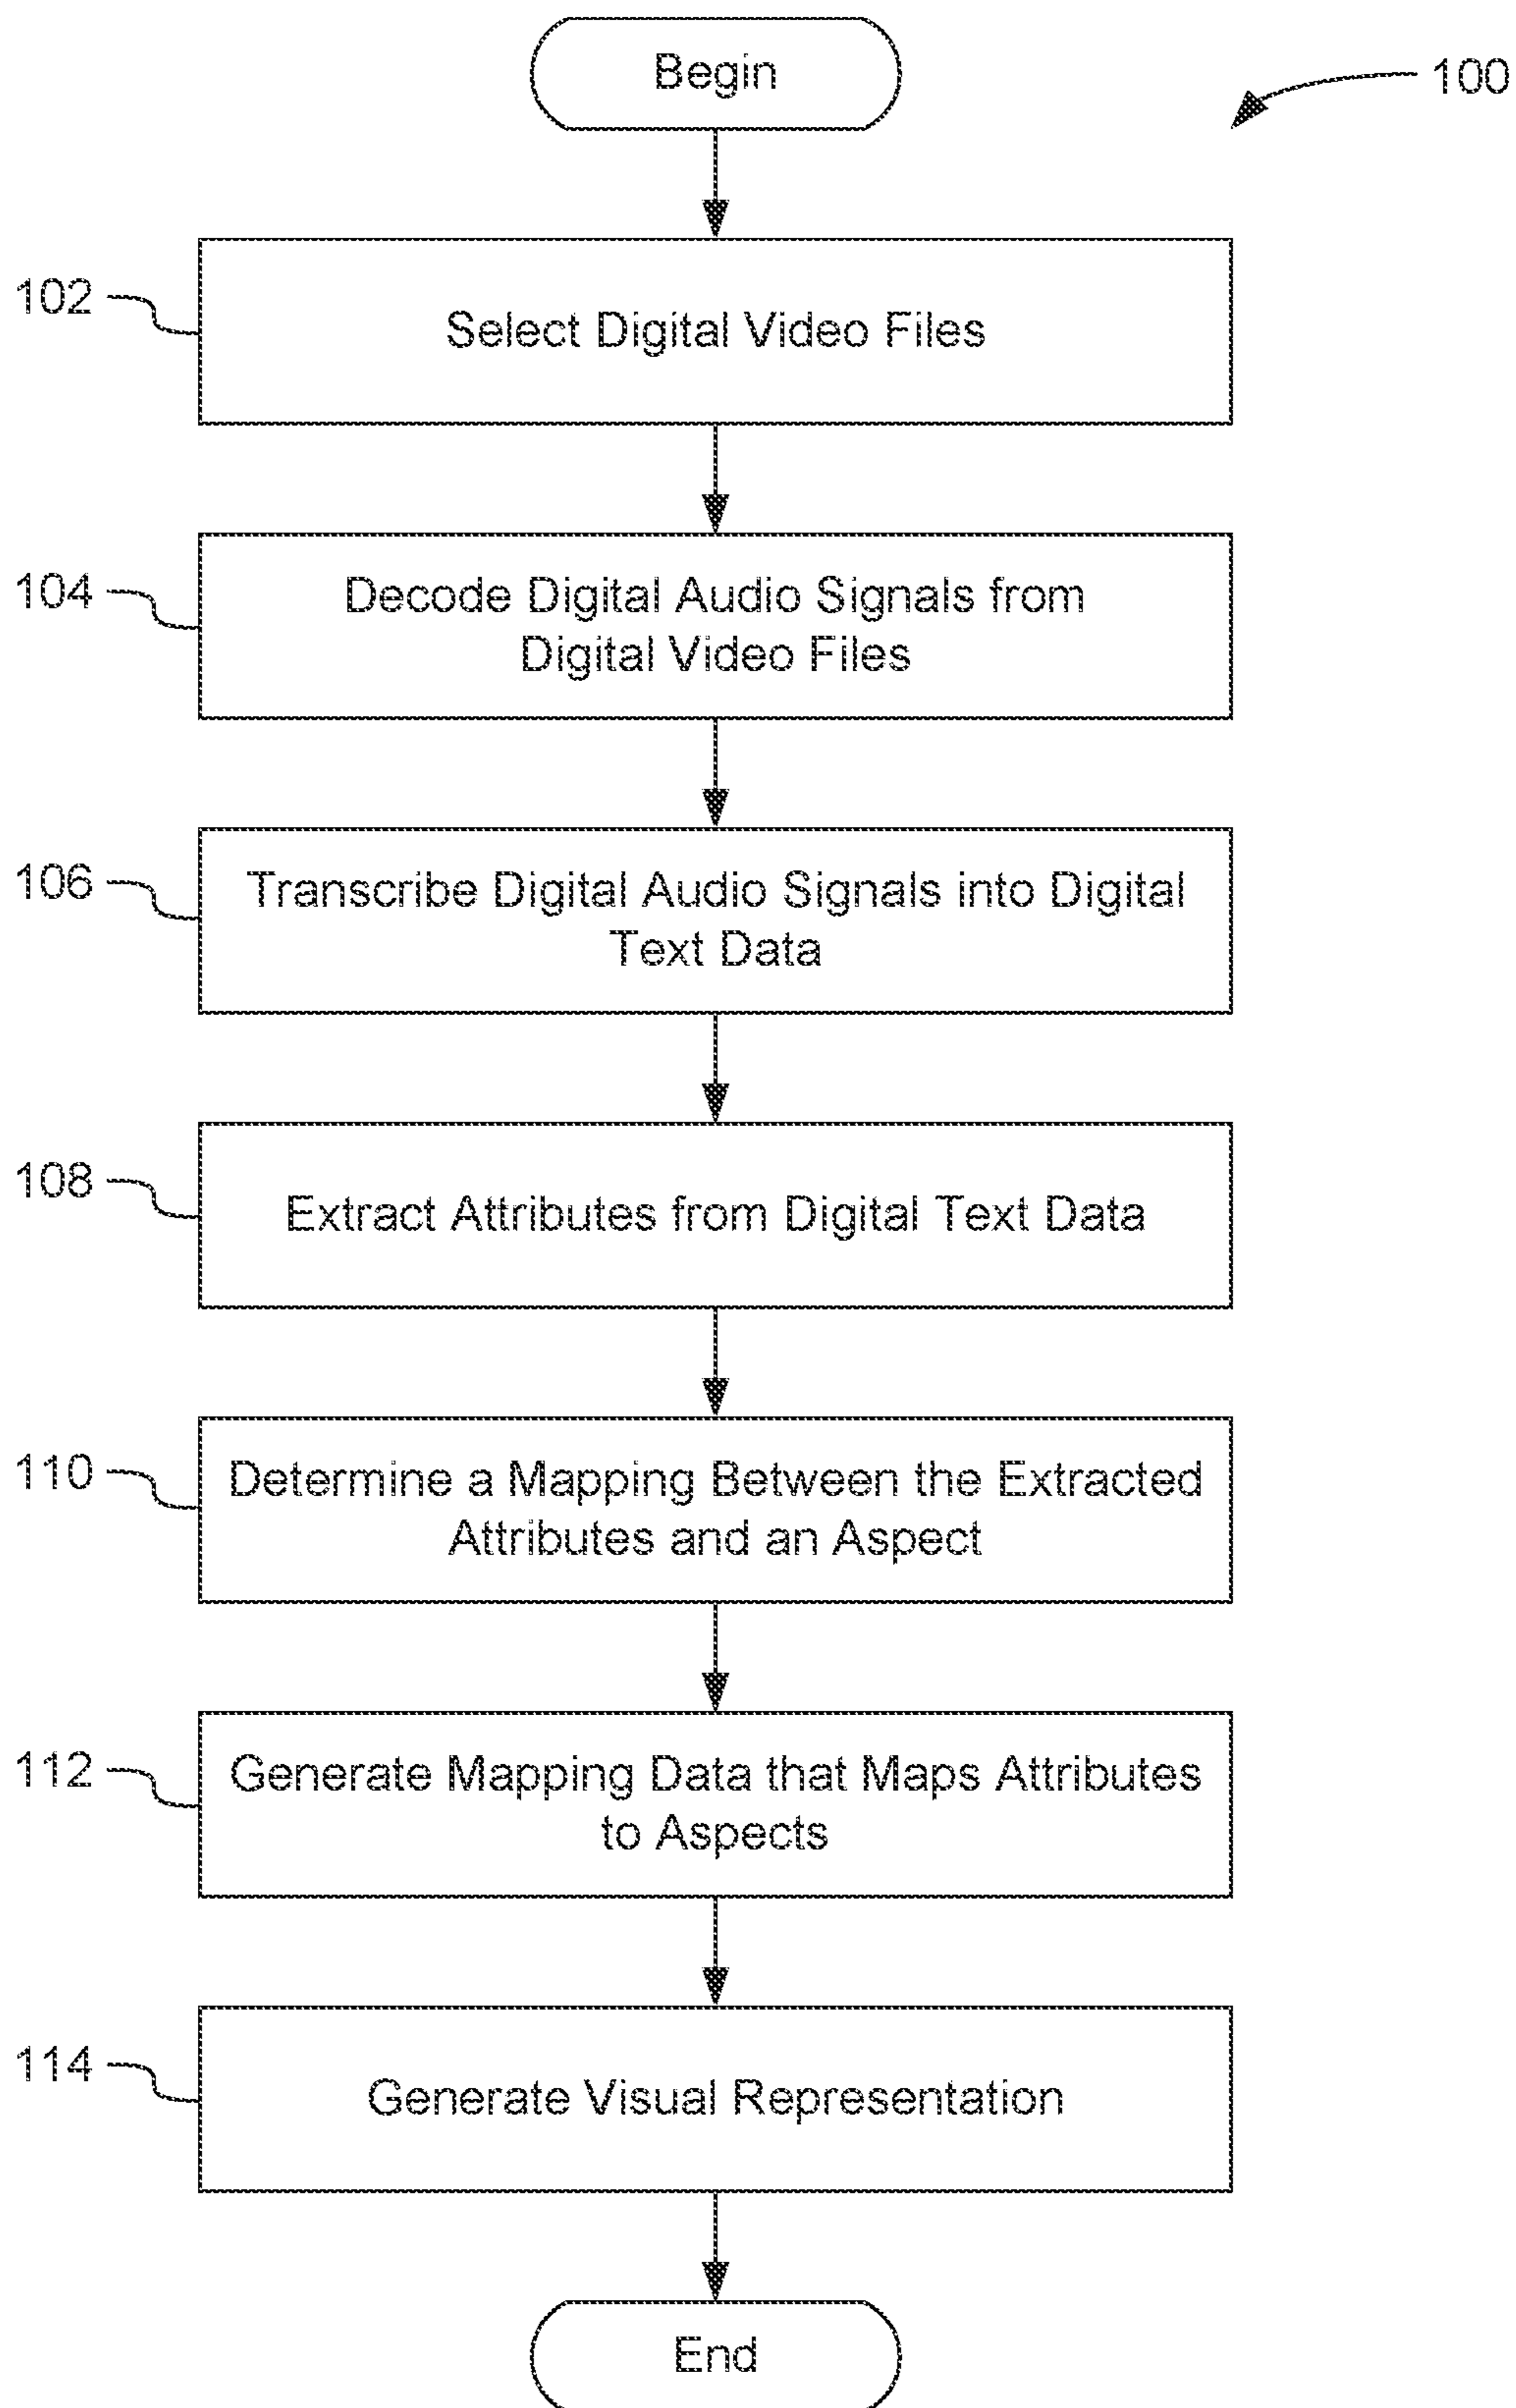 Begin
100
102
Select Digital Video Files
104
Decode Digital Audio Signals from
Digital Video Files
106
Transcribe Digital Audio Signals into Digital
Text Data
108
Extract Attributes from Digital Text Data
110
Determine a Mapping Between the Extracted
Attributes and an Aspect
112
Generate Mapping Data that Maps Attributes
to Aspects
114
Generate Visual Representation
End